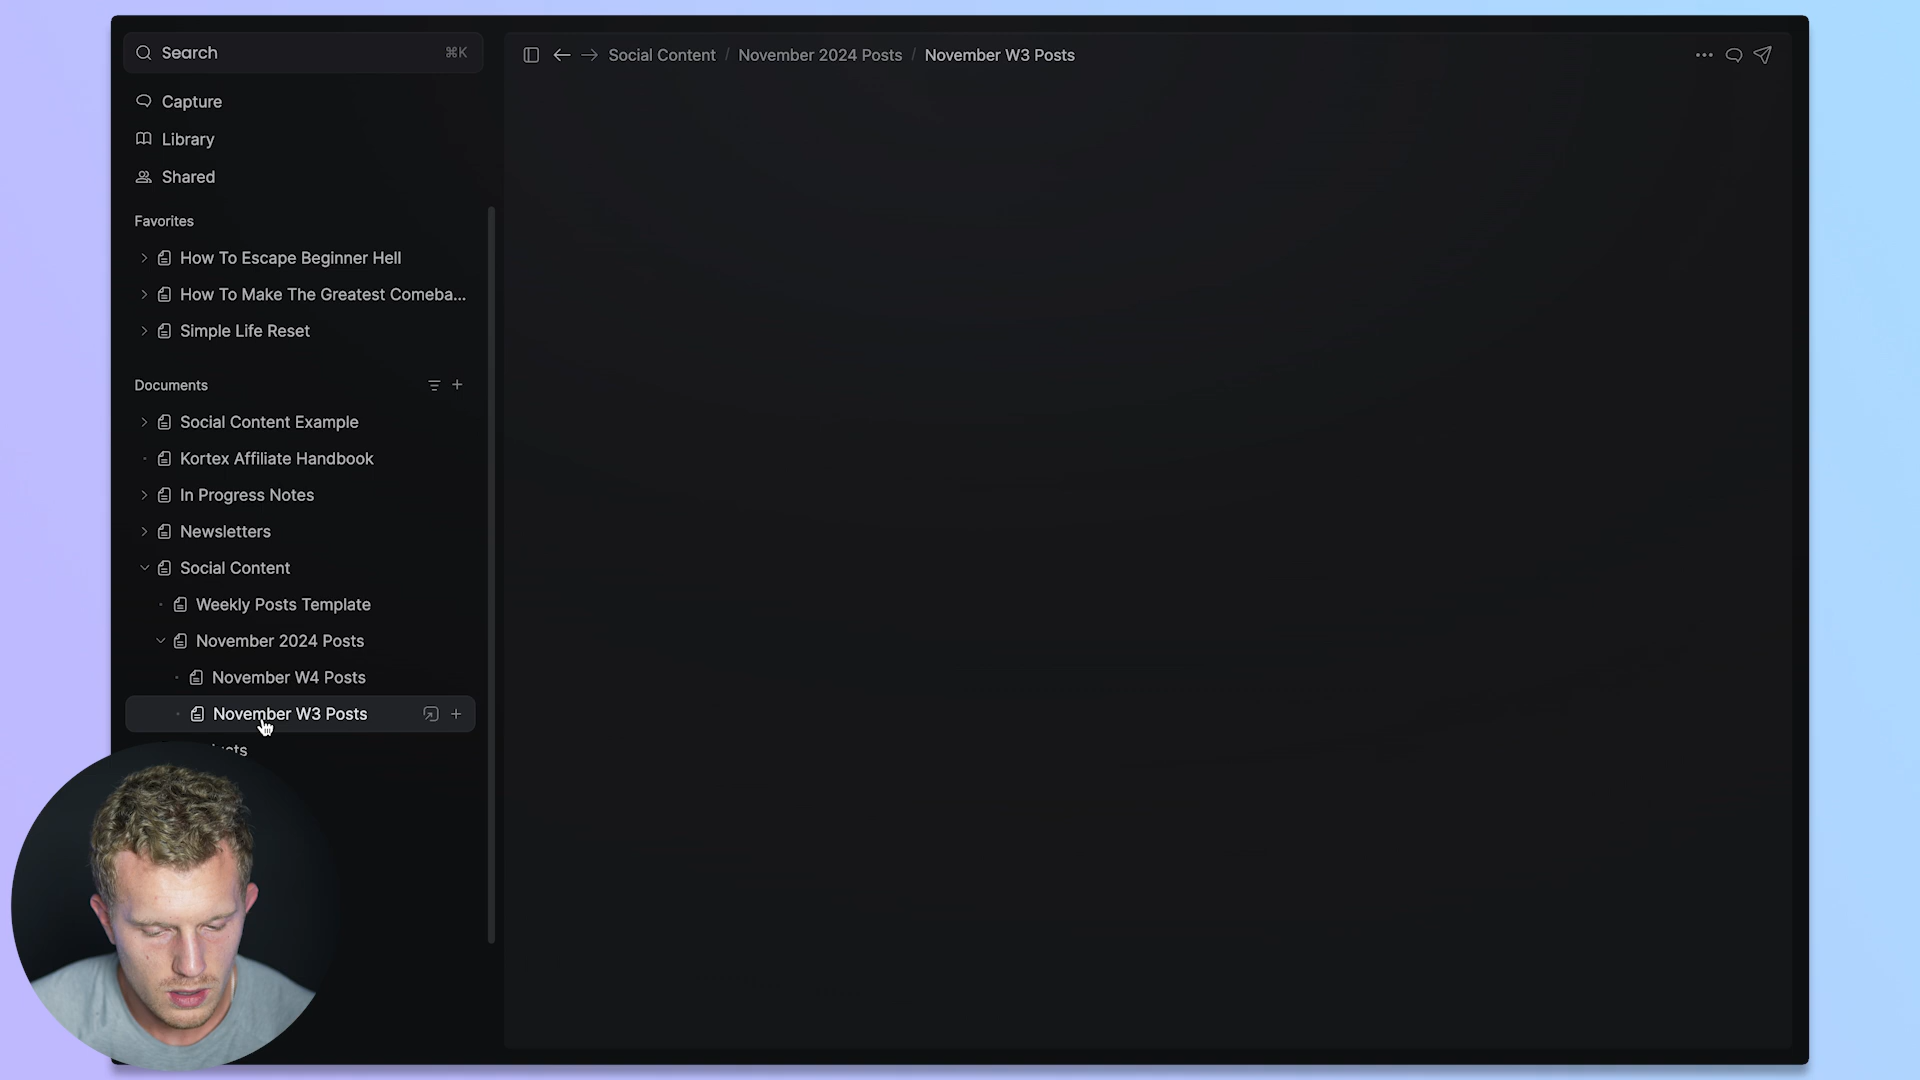 Search ⌘K
Capture
Library
Shared
Favorites
How To Escape Beginner Hell
How To Make The Greatest Comeba...
Simple Life Reset
Documents
Social Content Example
Kortex Affiliate Handbook
In Progress Notes
Newsletters
Social Content
Weekly Posts Template
November 2024 Posts
November W4 Posts
November W3 Posts
Social Content / November 2024 Posts / November W3 Posts